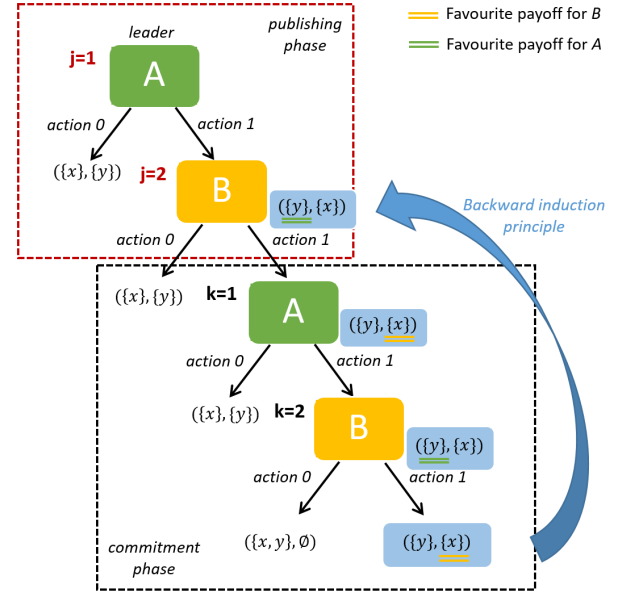 Favourite payoff for B
Favourite payoff for A
publishing
phase
leader
j=1
A
action 0
action 1
({x},{y})
j=2
B
({y},{x})
Backward induction
principle
action 0
action 1
({x},{y})
k=1
A
({y},{x})
action 0
action 1
({x},{y})
k=2
B
({y},{x})
action 0
action 1
({x, y}, ∅)
({y},{x})
commitment
phase